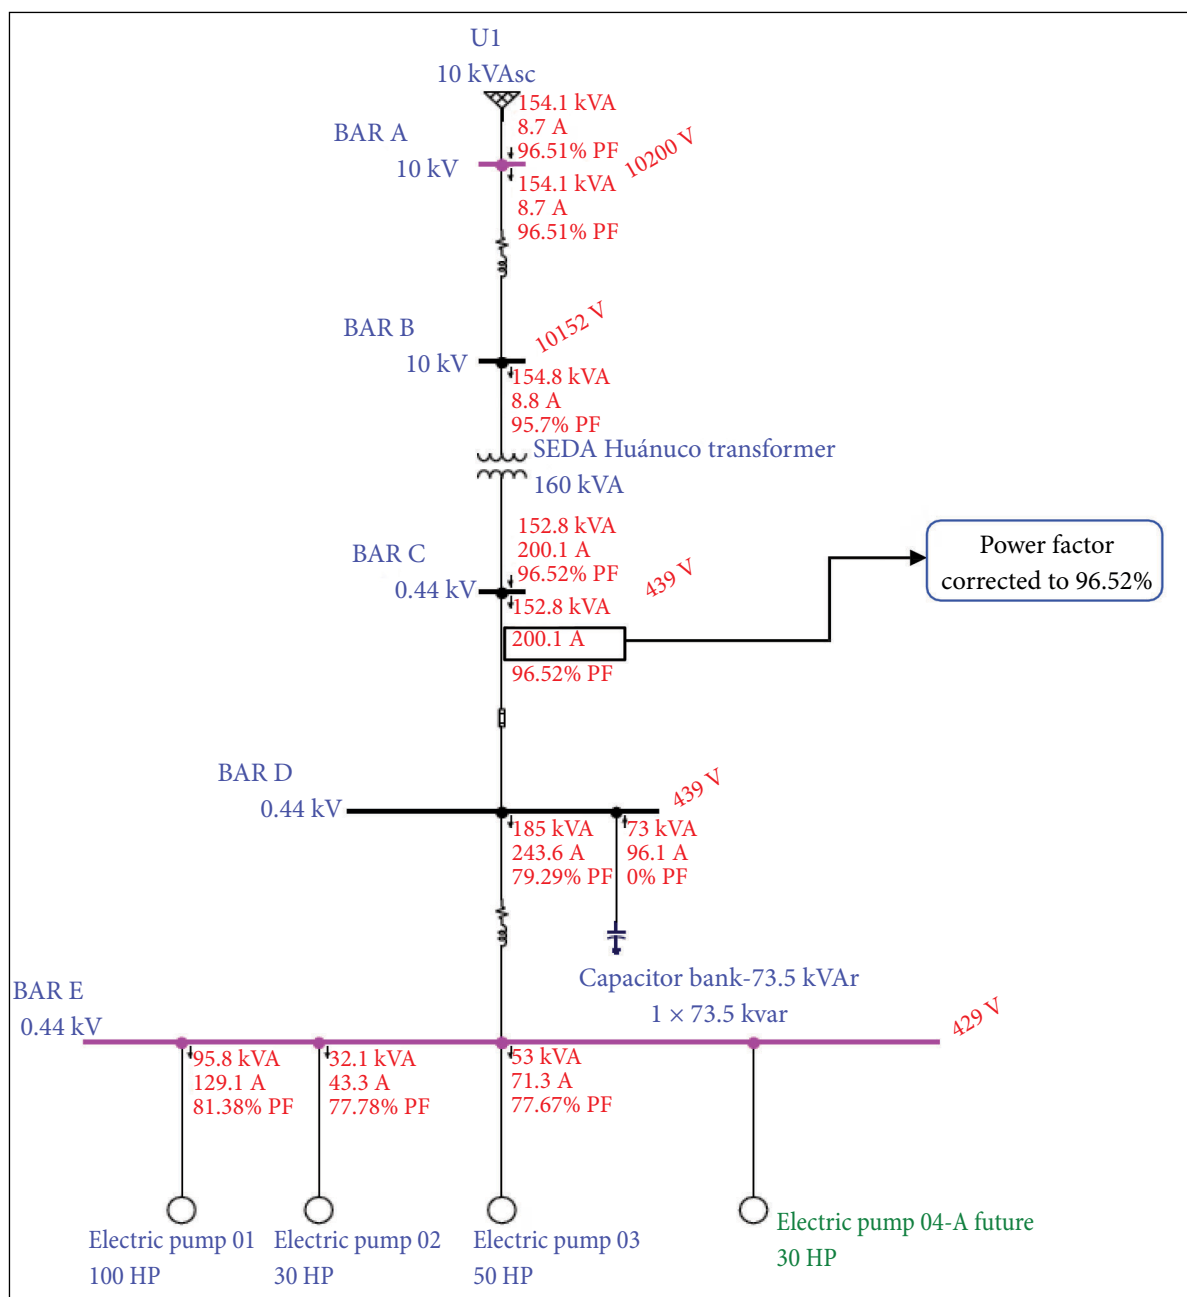 U1
10 kVAsc
154.1 kVA
8.7 A
96.51% PF
BAR A
10 kV
10200 V
154.1 kVA
8.7 A
96.51% PF
BAR B
10 kV
10152 V
154.8 kVA
8.8 A
95.7% PF
SEDA Huánuco transformer
160 kVA
152.8 kVA
200.1 A
96.52% PF
BAR C
0.44 kV
439 V
152.8 kVA
200.1 A
96.52% PF
Power factor
corrected to 96.52%
BAR D
0.44 kV
439 V
185 kVA
243.6 A
79.29% PF
73 kVA
96.1 A
0% PF
Capacitor bank-73.5 kVAr
1 × 73.5 kvar
BAR E
0.44 kV
429 V
95.8 kVA
129.1 A
81.38% PF
32.1 kVA
43.3 A
77.78% PF
53 kVA
71.3 A
77.67% PF
Electric pump 01
100 HP
Electric pump 02
30 HP
Electric pump 03
50 HP
Electric pump 04-A future
30 HP